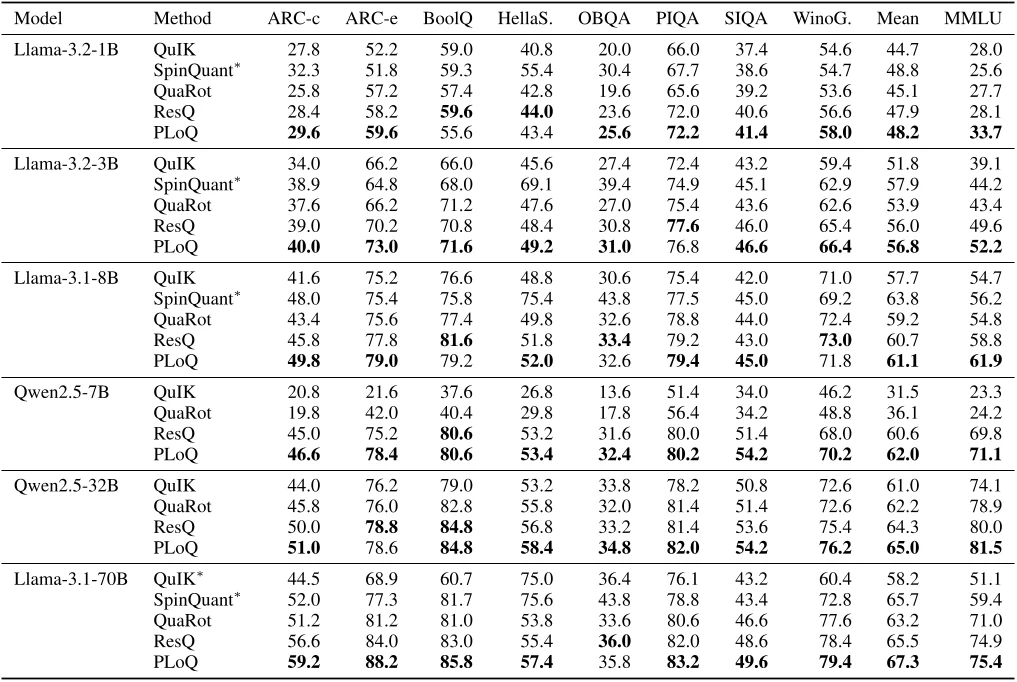 Model Method ARC-c ARC-e BoolQ HellaS. OBQA PIQA SIQA WinoG. Mean MMLU
Llama-3.2-1B QuIK 27.8 52.2 59.0 40.8 20.0 66.0 37.4 54.6 44.7 28.0
SpinQuant* 32.3 51.8 59.3 55.4 30.4 67.7 38.6 54.7 48.8 25.6
QuaRot 25.8 57.2 57.4 42.8 19.6 65.6 39.2 53.6 45.1 27.7
ResQ 28.4 58.2 59.6 44.0 23.6 72.0 40.6 56.6 47.9 28.1
PLoQ 29.6 59.6 55.6 43.4 25.6 72.2 41.4 58.0 48.2 33.7
Llama-3.2-3B QuIK 34.0 66.2 66.0 45.6 27.4 72.4 43.2 59.4 51.8 39.1
SpinQuant* 38.9 64.8 68.0 69.1 39.4 74.9 45.1 62.9 57.9 44.2
QuaRot 37.6 66.2 71.2 47.6 27.0 75.4 43.6 62.6 53.9 43.4
ResQ 39.0 70.2 70.8 48.4 30.8 77.6 46.0 65.4 56.0 49.6
PLoQ 40.0 73.0 71.6 49.2 31.0 76.8 46.6 66.4 56.8 52.2
Llama-3.1-8B QuIK 41.6 75.2 76.6 48.8 30.6 75.4 42.0 71.0 57.7 54.7
SpinQuant* 48.0 75.4 75.8 75.4 43.8 77.5 45.0 69.2 63.8 56.2
QuaRot 43.4 75.6 77.4 49.8 32.6 78.8 44.0 72.4 59.2 54.8
ResQ 45.8 77.8 81.6 51.8 33.4 79.2 43.0 73.0 60.7 58.8
PLoQ 49.8 79.0 79.2 52.0 32.6 79.4 45.0 71.8 61.1 61.9
Qwen2.5-7B QuIK 20.8 21.6 37.6 26.8 13.6 51.4 34.0 46.2 31.5 23.3
QuaRot 19.8 42.0 40.4 29.8 17.8 56.4 34.2 48.8 36.1 24.2
ResQ 45.0 75.2 80.6 53.2 31.6 80.0 51.4 68.0 60.6 69.8
PLoQ 46.6 78.4 80.6 53.4 32.4 80.2 54.2 70.2 62.0 71.1
Qwen2.5-32B QuIK 44.0 76.2 79.0 53.2 33.8 78.2 50.8 72.6 61.0 74.1
QuaRot 45.8 76.0 82.8 55.8 32.0 81.4 51.4 72.6 62.2 78.9
ResQ 50.0 78.8 84.8 56.8 33.2 81.4 53.6 75.4 64.3 80.0
PLoQ 51.0 78.6 84.8 58.4 34.8 82.0 54.2 76.2 65.0 81.5
Llama-3.1-70B QuIK* 44.5 68.9 60.7 75.0 36.4 76.1 43.2 60.4 58.2 51.1
SpinQuant* 52.0 77.3 81.7 75.6 43.8 78.8 43.4 72.8 65.7 59.4
QuaRot 51.2 81.2 81.0 53.8 33.6 80.6 46.6 77.6 63.2 71.0
ResQ 56.6 84.0 83.0 55.4 36.0 82.0 48.6 78.4 65.5 74.9
PLoQ 59.2 88.2 85.8 57.4 35.8 83.2 49.6 79.4 67.3 75.4